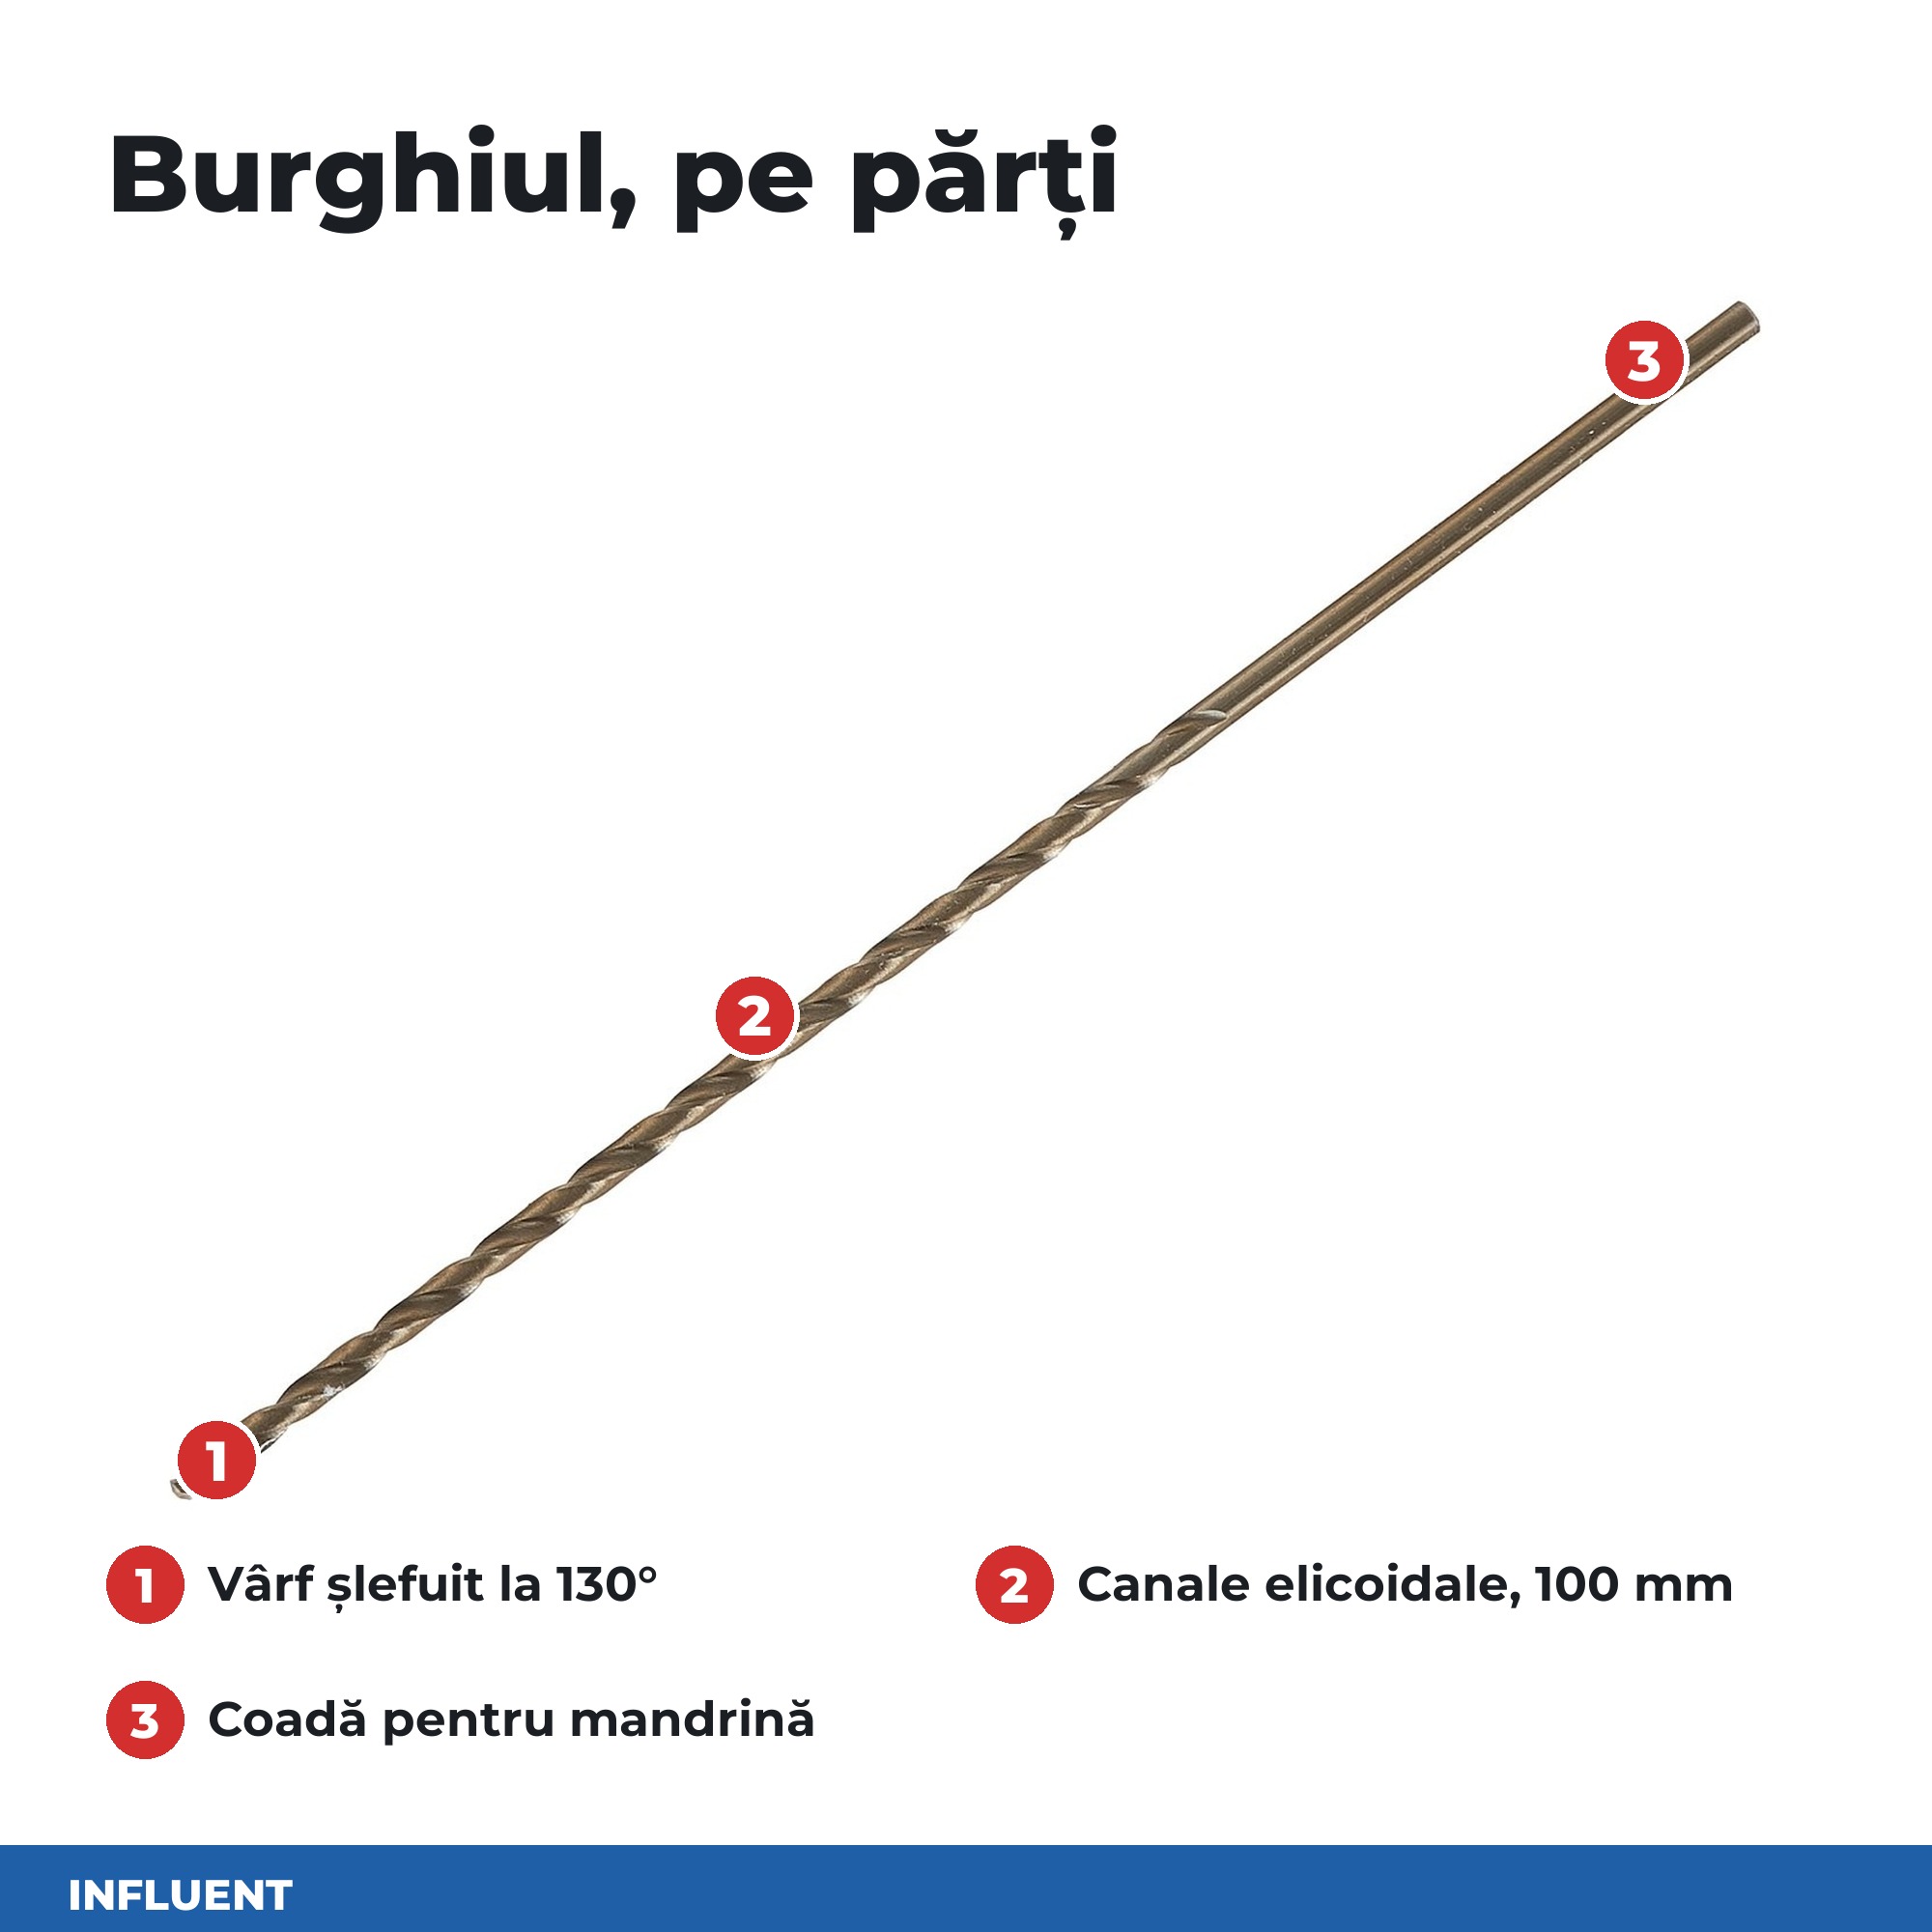 Burghiul, pe părți
3
2
1
1 Vârf șlefuit la 130°
2 Canale elicoidale, 100 mm
3 Coadă pentru mandrină
INFLUENT